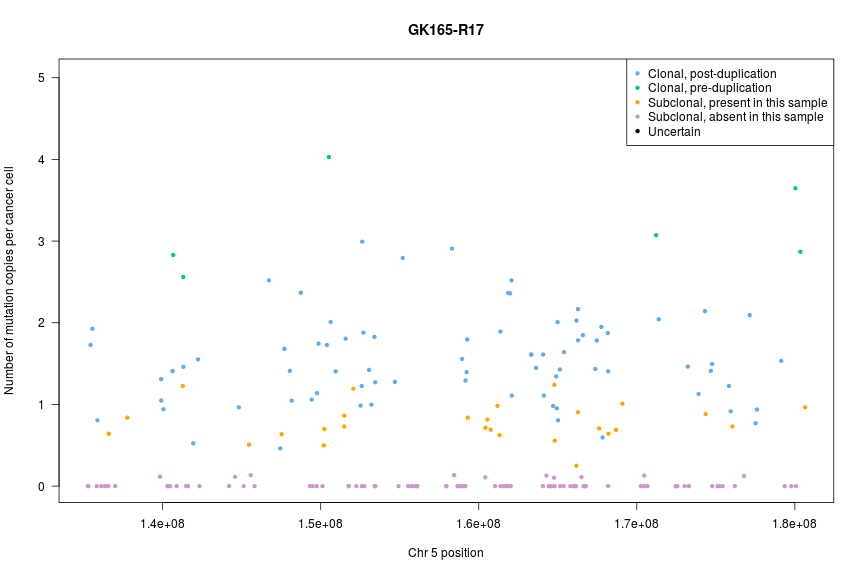 GK165-R17
Number of mutation copies per cancer cell
5
4
3
2
1
0
Clonal, post-duplication
Clonal, pre-duplication
Subclonal, present in this sample
Subclonal, absent in this sample
Uncertain
1.4e+08 1.5e+08 1.6e+08 1.7e+08 1.8e+08
Chr 5 position